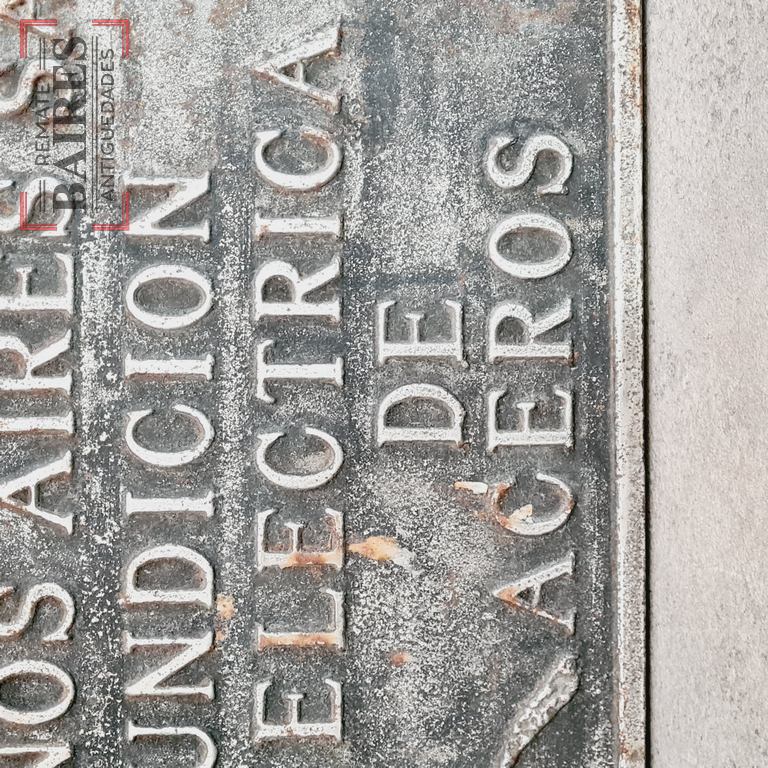 NOS AIRES S
UNDICION
ELECTRICA
DE
ACEROS
REMATE
BAIRES
ANTIGUEDADES